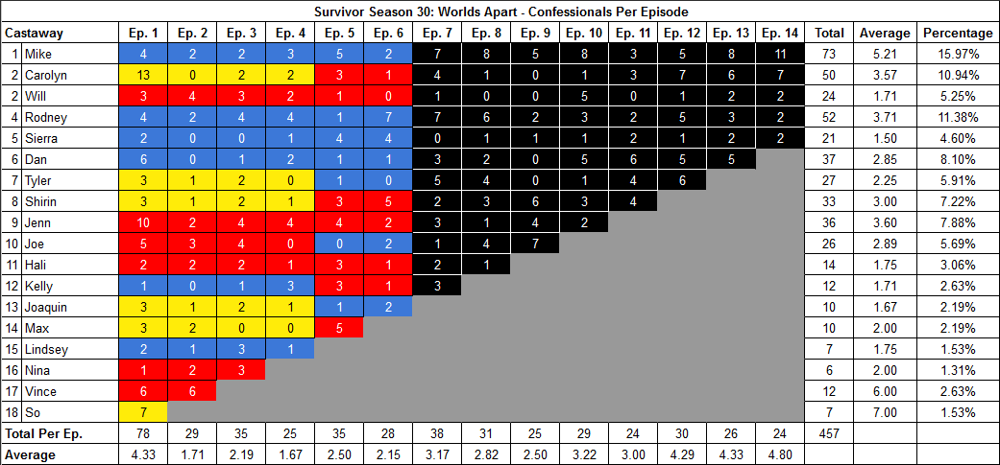 Survivor Season 30: Worlds Apart - Confessionals Per Episode
Castaway Ep. 1 Ep. 2 Ep. 3 Ep. 4 Ep. 5 Ep. 6 Ep. 7 Ep. 8 Ep. 9 Ep. 10 Ep. 11 Ep. 12 Ep. 13 Ep. 14 Total Average Percentage
1 Mike 4 2 2 3 5 2 7 8 5 8 3 5 8 11 73 5.21 15.97%
2 Carolyn 13 0 2 2 3 1 4 1 0 1 3 7 6 7 50 3.57 10.94%
2 Will 3 4 3 2 1 0 1 0 0 5 0 1 2 2 24 1.71 5.25%
4 Rodney 4 2 4 4 1 7 7 6 2 3 2 5 3 2 52 3.71 11.38%
5 Sierra 2 0 0 1 4 4 0 1 1 1 2 1 2 2 21 1.50 4.60%
6 Dan 6 0 1 2 1 1 3 2 0 5 6 5 5 37 2.85 8.10%
7 Tyler 3 1 2 0 1 0 5 4 0 1 4 6 27 2.25 5.91%
8 Shirin 3 1 2 1 3 5 2 3 6 3 4 33 3.00 7.22%
9 Jenn 10 2 4 4 4 2 3 1 4 2 36 3.60 7.88%
10 Joe 5 3 4 0 0 2 1 4 7 26 2.89 5.69%
11 Hali 2 2 2 1 3 1 2 1 14 1.75 3.06%
12 Kelly 1 0 1 3 3 1 3 12 1.71 2.63%
13 Joaquin 3 1 2 1 1 2 10 1.67 2.19%
14 Max 3 2 0 0 5 10 2.00 2.19%
15 Lindsey 2 1 3 1 7 1.75 1.53%
16 Nina 1 2 3 6 2.00 1.31%
17 Vince 6 6 12 6.00 2.63%
18 So 7 7 7.00 1.53%
Total Per Ep. 78 29 35 25 35 28 38 31 25 29 24 30 26 24 457
Average 4.33 1.71 2.19 1.67 2.50 2.15 3.17 2.82 2.50 3.22 3.00 4.29 4.33 4.80